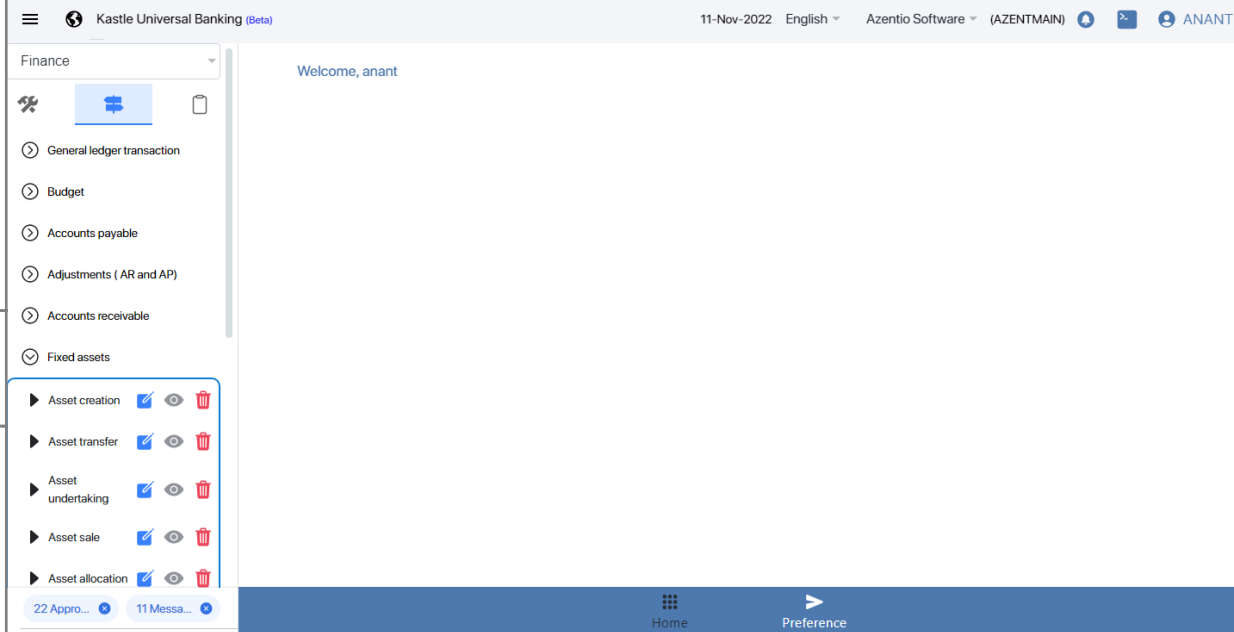 Kastle Universal Banking (Beta)
11-Nov-2022 English Azentio Software (AZENTMAIN) ANANT
Finance
Welcome, anant
General ledger transaction
Budget
Accounts payable
Adjustments ( AR and AP)
Accounts receivable
Fixed assets
Asset creation
Asset transfer
Asset
undertaking
Asset sale
Asset allocation
22 Appro... 11 Messa...
Home Preference